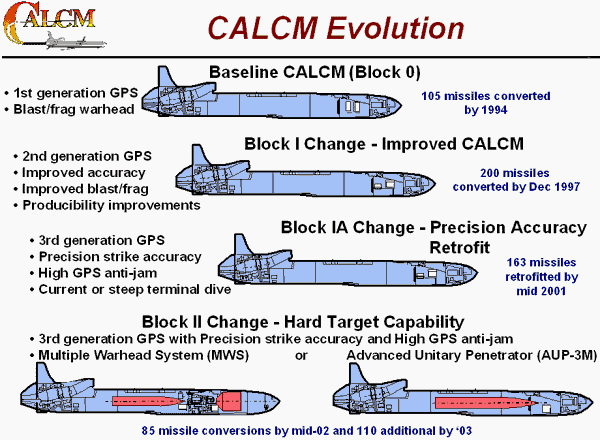 CALCM
CALCM Evolution
Baseline CALCM (Block 0)
• 1st generation GPS
• Blast/frag warhead
105 missiles converted
by 1994
Block I Change - Improved CALCM
• 2nd generation GPS
• Improved accuracy
• Improved blast/frag
• Producibility improvements
200 missiles
converted by Dec 1997
Block IA Change - Precision Accuracy
Retrofit
• 3rd generation GPS
• Precision strike accuracy
• High GPS anti-jam
• Current or steep terminal dive
163 missiles
retrofitted by
mid 2001
Block II Change - Hard Target Capability
• 3rd generation GPS with Precision strike accuracy and High GPS anti-jam
• Multiple Warhead System (MWS) or Advanced Unitary Penetrator (AUP-3M)
85 missile conversions by mid-02 and 110 additional by ‘03